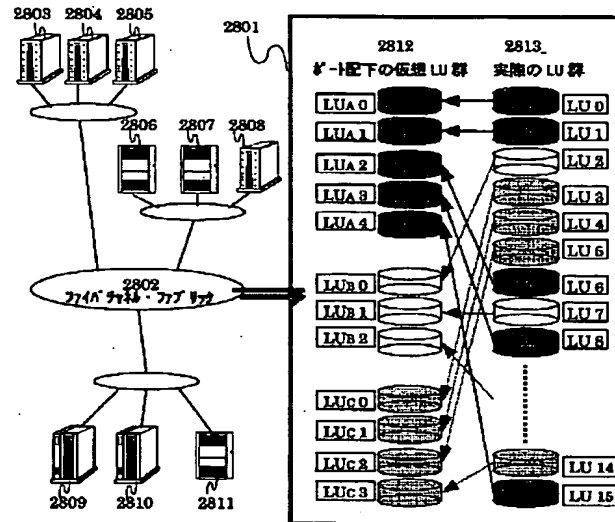 2803 2804 2805
2801
2812
ポート配下の仮想 LU 群
2813
実際の LU 群
2806 2807 2808
2802
ファイバチャネル・ファブリック
2809 2810 2811
LUA 0
LUA 1
LUA 2
LUA 3
LUA 4
LUB 0
LUB 1
LUB 2
LUC 0
LUC 1
LUC 2
LUC 3
LU 0
LU 1
LU 2
LU 3
LU 4
LU 5
LU 6
LU 7
LU 8
LU 14
LU 15